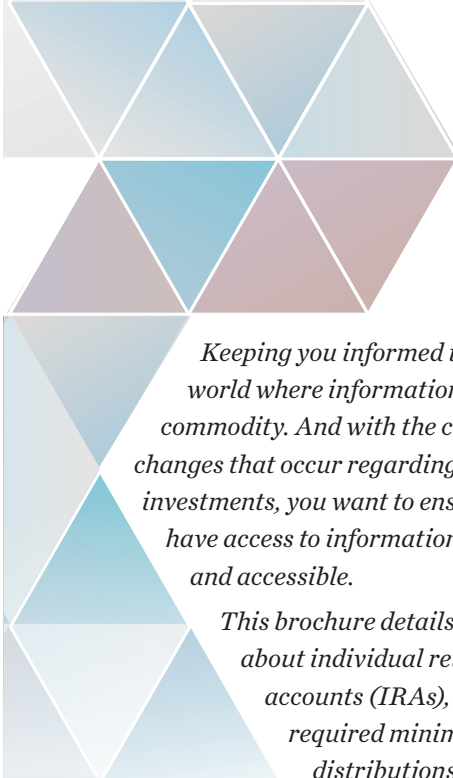 Keeping you informed i
world where information
commodity. And with the c
changes that occur regarding
investments, you want to ens
have access to information
and accessible.
This brochure details
about individual re
accounts (IRAs),
required minim
distributions